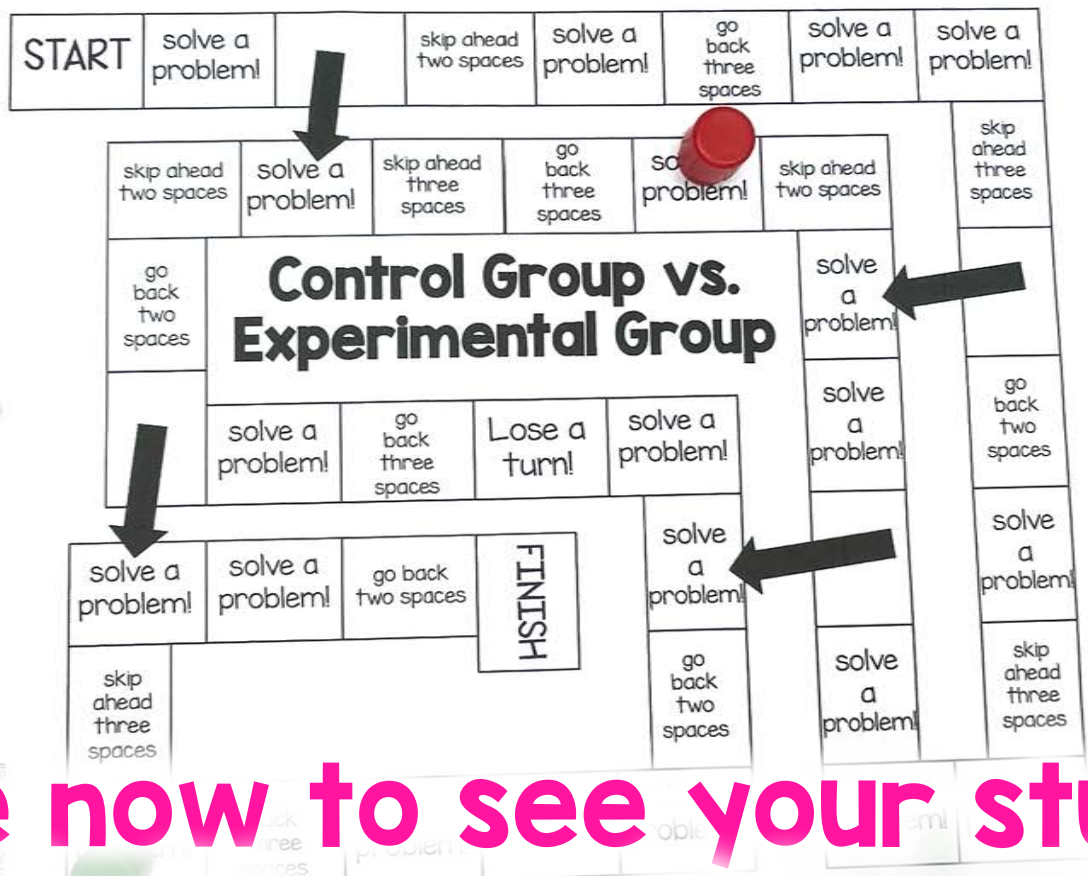 START
solve a
problem!
skip ahead
two spaces
solve a
problem!
go
back
three
spaces
solve a
problem!
solve a
problem!
skip
ahead
three
spaces
go
back
two
spaces
solve
a
problem!
skip
ahead
three
spaces
skip ahead
two spaces
solve a
problem!
skip ahead
three
spaces
go
back
three
spaces
problem!
skip ahead
two spaces
go
back
two
spaces
solve
a
problem!
solve
a
problem!
solve
a
problem!
Control Group vs.
Experimental Group
solve a
problem!
go
back
three
spaces
Lose a
turn!
solve a
problem!
solve
a
problem!
go
back
two
spaces
solve a
problem!
solve a
problem!
go back
two spaces
FINISH
skip
ahead
three
spaces
now to see your